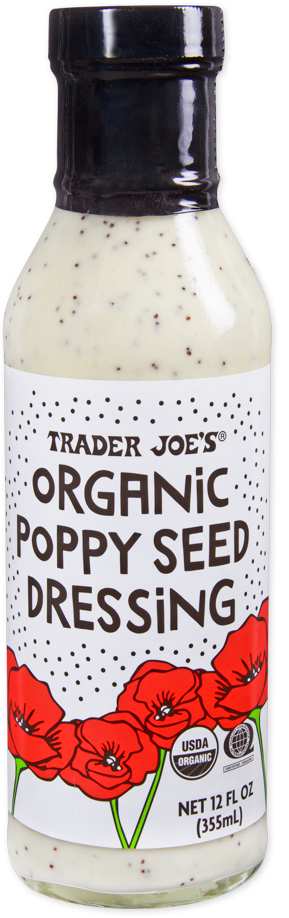 TRADER JOE'S®
ORGANiC
POPPY SEED
DRESSiNG
USDA
ORGANIC
NET 12 FL OZ
(355mL)